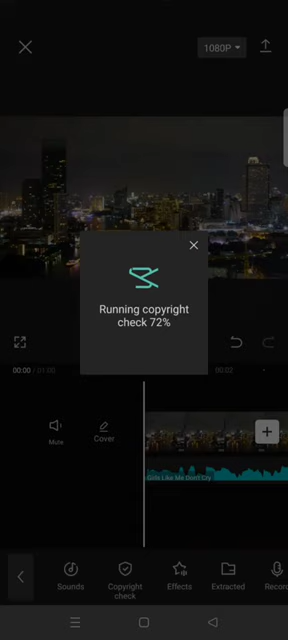 1080P
Running copyright
check 72%
00:00 / 01:00
00:02
Mute
Cover
Girls Like Me Don't Cry
Sounds
Copyright
check
Effects
Extracted
Record